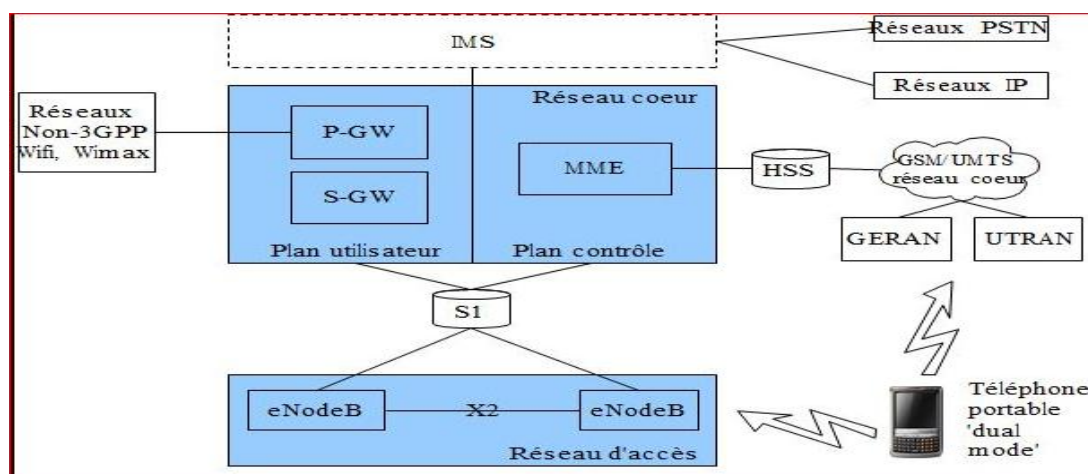 IMS
Réseaux PSTN
Réseaux IP
Réseau coeur
Réseaux
Non-3GPP
Wifi, Wimax
P-GW
S-GW
MME
HSS
GSM/UMTS
réseau coeur
GERAN
UTRAN
Plan utilisateur
Plan contrôle
S1
eNodeB
X2
eNodeB
Réseau d'accès
Téléphone
portable
'dual
mode'